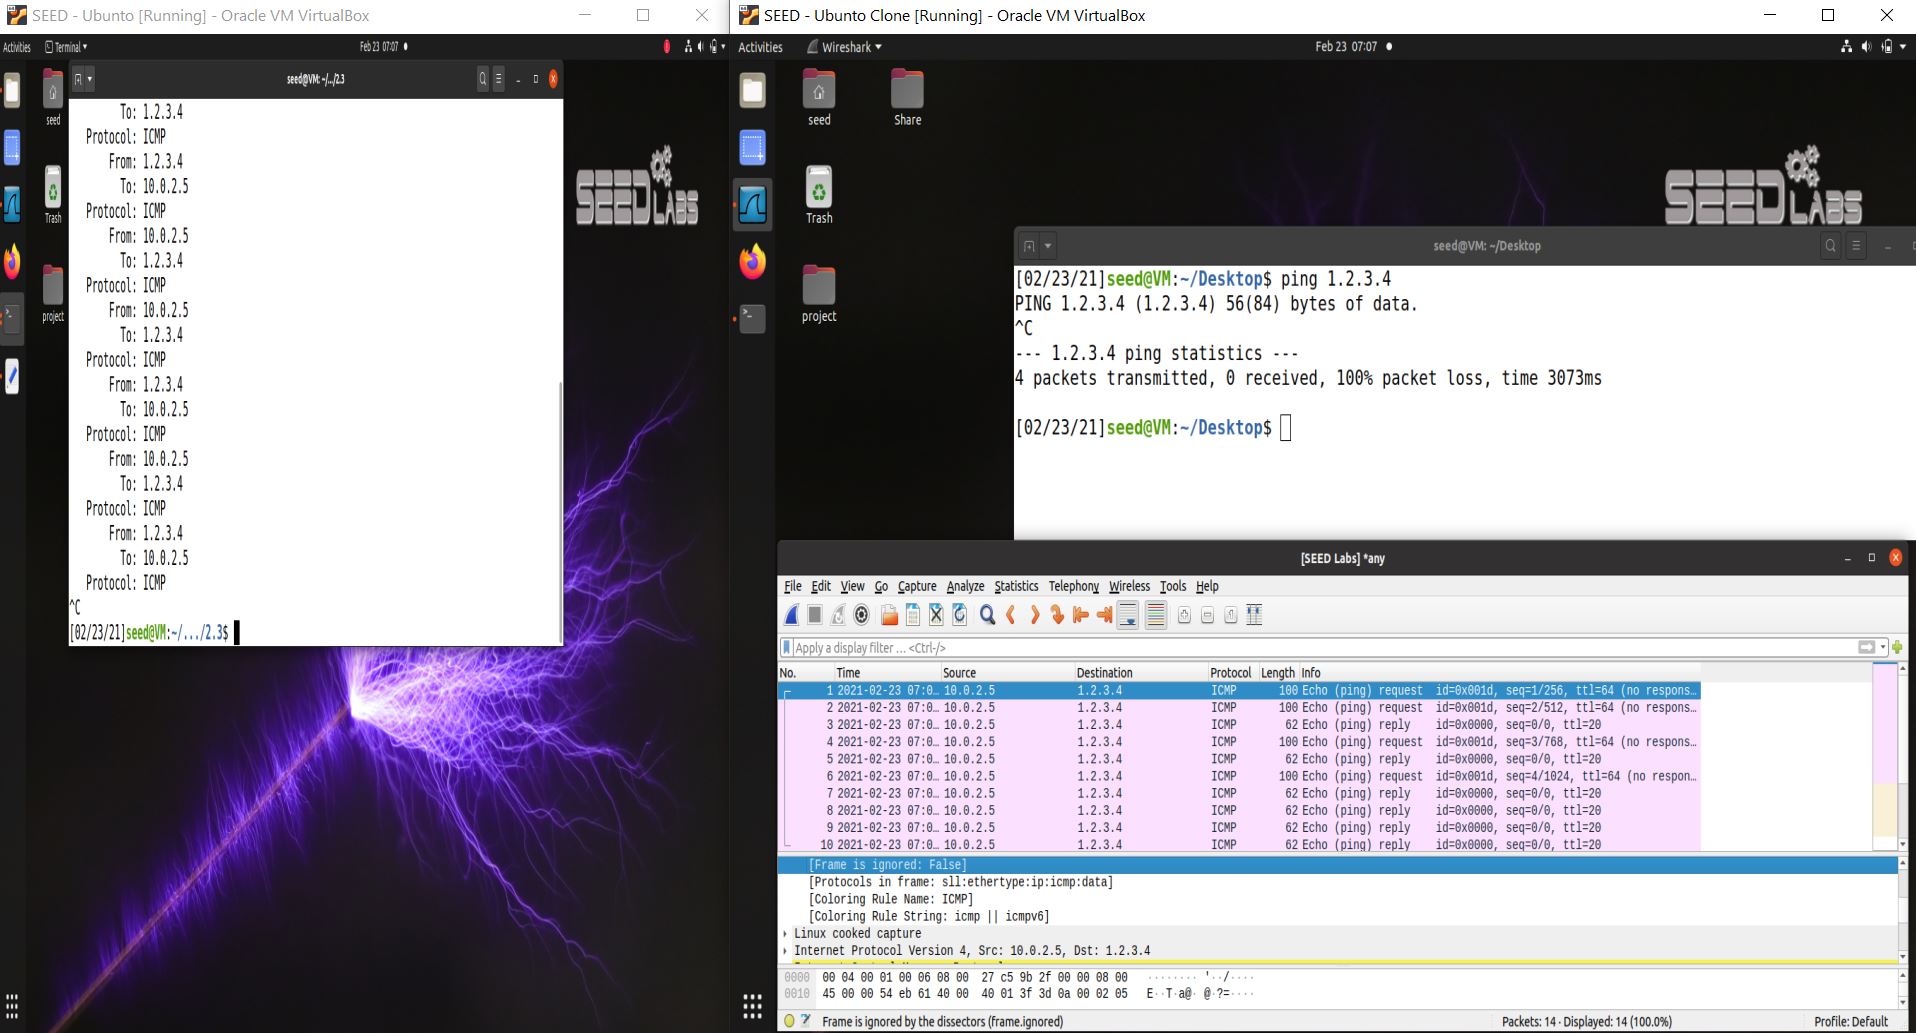 SEED - Ubunto [Running] - Oracle VM VirtualBox
Activities Terminal Feb 23 07:07
seed@VM: ~/.../2.3
seed
Trash
project
To: 1.2.3.4
Protocol: ICMP
From: 1.2.3.4
To: 10.0.2.5
Protocol: ICMP
From: 10.0.2.5
To: 1.2.3.4
Protocol: ICMP
From: 10.0.2.5
To: 1.2.3.4
Protocol: ICMP
From: 1.2.3.4
To: 10.0.2.5
Protocol: ICMP
From: 10.0.2.5
To: 1.2.3.4
Protocol: ICMP
From: 1.2.3.4
To: 10.0.2.5
Protocol: ICMP
^C
[02/23/21]seed@VM:~/.../2.3$
SEED LABS
SEED - Ubunto Clone [Running] - Oracle VM VirtualBox
Activities Wireshark Feb 23 07:07
seed
Share
Trash
project
SEED LABS
seed@VM: ~/Desktop
[02/23/21]seed@VM:~/Desktop$ ping 1.2.3.4
PING 1.2.3.4 (1.2.3.4) 56(84) bytes of data.
^C
--- 1.2.3.4 ping statistics ---
4 packets transmitted, 0 received, 100% packet loss, time 3073ms
[02/23/21]seed@VM:~/Desktop$
[SEED Labs] *any
File Edit View Go Capture Analyze Statistics Telephony Wireless Tools Help
Apply a display filter ... <Ctrl-/>
No. Time Source Destination Protocol Length Info
1 2021-02-23 07:0… 10.0.2.5 1.2.3.4 ICMP 100 Echo (ping) request id=0x001d, seq=1/256, ttl=64 (no respons…
2 2021-02-23 07:0… 10.0.2.5 1.2.3.4 ICMP 100 Echo (ping) request id=0x001d, seq=2/512, ttl=64 (no respons…
3 2021-02-23 07:0… 10.0.2.5 1.2.3.4 ICMP 62 Echo (ping) reply id=0x0000, seq=0/0, ttl=20
4 2021-02-23 07:0… 10.0.2.5 1.2.3.4 ICMP 100 Echo (ping) request id=0x001d, seq=3/768, ttl=64 (no respons…
5 2021-02-23 07:0… 10.0.2.5 1.2.3.4 ICMP 62 Echo (ping) reply id=0x0000, seq=0/0, ttl=20
6 2021-02-23 07:0… 10.0.2.5 1.2.3.4 ICMP 100 Echo (ping) request id=0x001d, seq=4/1024, ttl=64 (no respon…
7 2021-02-23 07:0… 10.0.2.5 1.2.3.4 ICMP 62 Echo (ping) reply id=0x0000, seq=0/0, ttl=20
8 2021-02-23 07:0… 10.0.2.5 1.2.3.4 ICMP 62 Echo (ping) reply id=0x0000, seq=0/0, ttl=20
9 2021-02-23 07:0… 10.0.2.5 1.2.3.4 ICMP 62 Echo (ping) reply id=0x0000, seq=0/0, ttl=20
10 2021-02-23 07:0… 10.0.2.5 1.2.3.4 ICMP 62 Echo (ping) reply id=0x0000, seq=0/0, ttl=20
[Frame is ignored: False]
[Protocols in frame: sll:ethertype:ip:icmp:data]
[Coloring Rule Name: ICMP]
[Coloring Rule String: icmp || icmpv6]
Linux cooked capture
Internet Protocol Version 4, Src: 10.0.2.5, Dst: 1.2.3.4
0000 00 04 00 01 00 06 08 00 27 c5 9b 2f 00 00 08 00 ········ '··/····
0010 45 00 00 54 eb 61 40 00 40 01 3f 3d 0a 00 02 05 E··T·a@· @·?=····
Frame is ignored by the dissectors (frame.ignored) Packets: 14 · Displayed: 14 (100.0%) Profile: Default